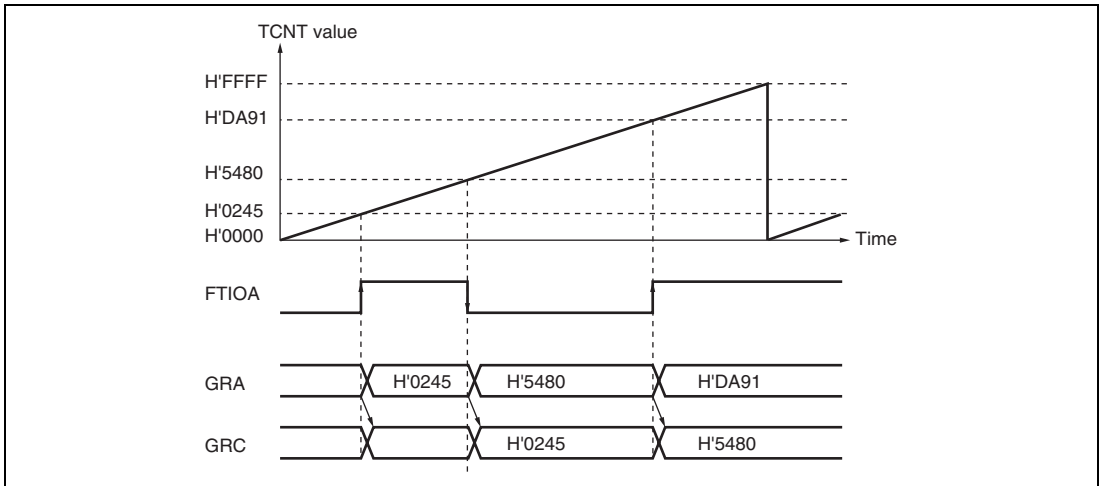 TCNT value
H'FFFF
H'DA91
H'5480
H'0245
H'0000
Time
FTIOA
GRA
H'0245
H'5480
H'DA91
GRC
H'0245
H'5480